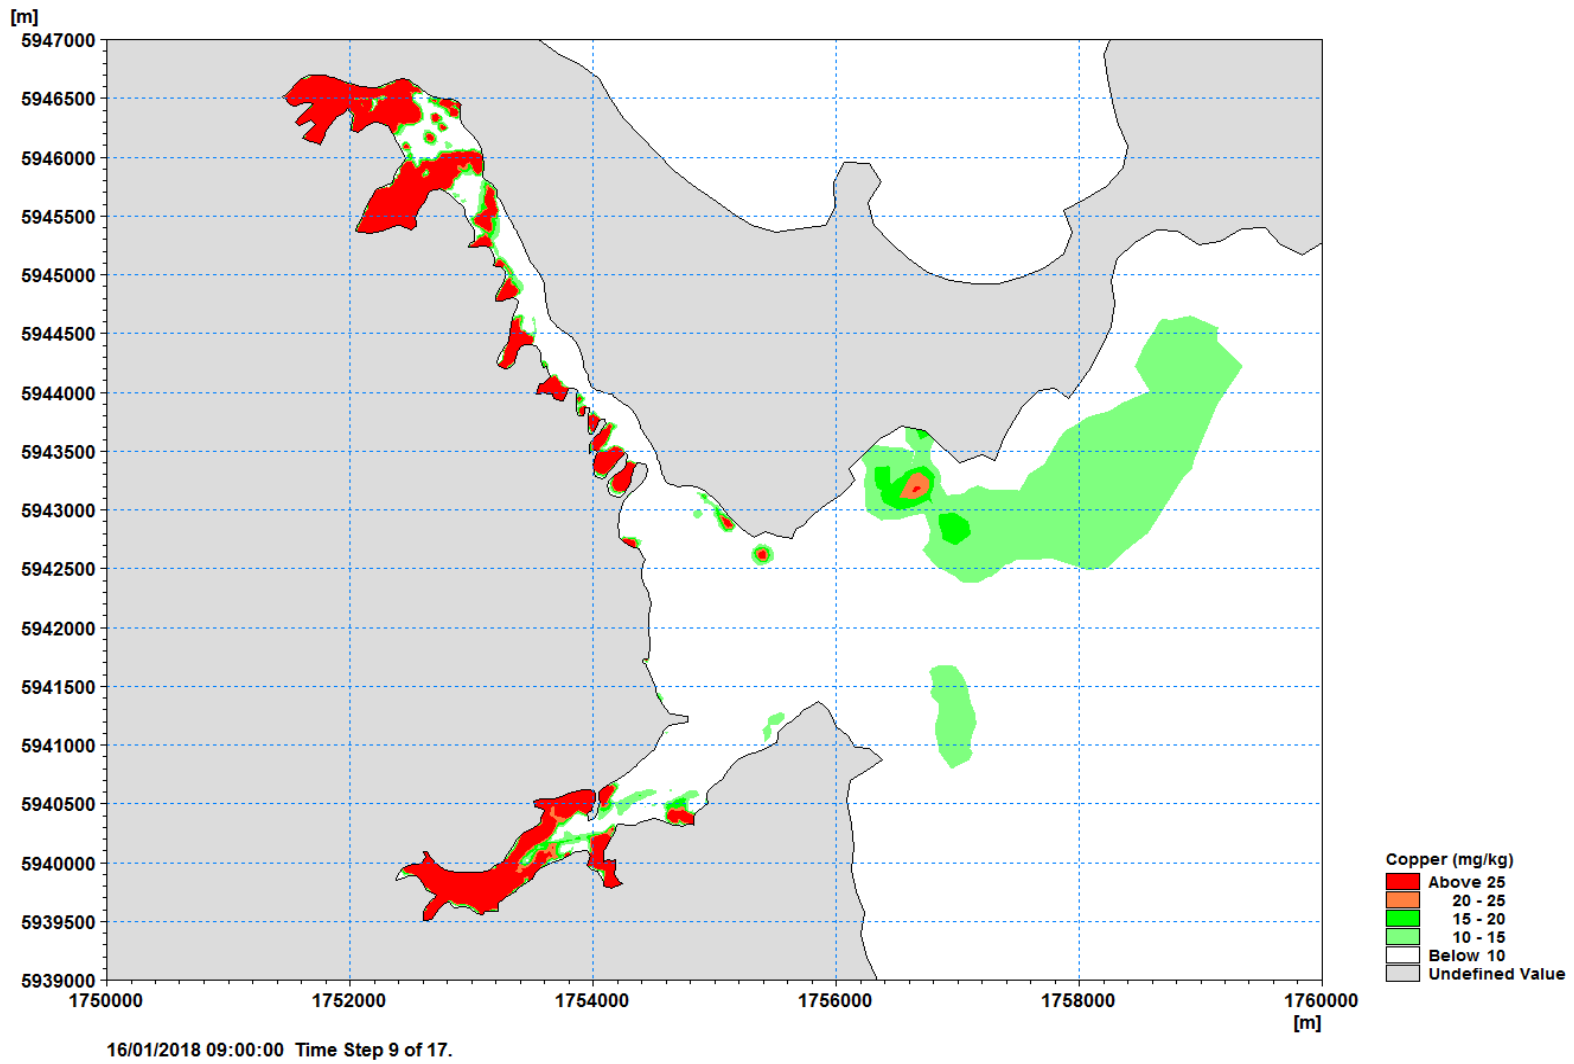 [m]
5947000
5946500
5946000
5945500
5945000
5944500
5944000
5943500
5943000
5942500
5942000
5941500
5941000
5940500
5940000
5939500
5939000
1750000 1752000 1754000 1756000 1758000 1760000
[m]
Copper (mg/kg)
Above 25
20 - 25
15 - 20
10 - 15
Below 10
Undefined Value
16/01/2018 09:00:00 Time Step 9 of 17.